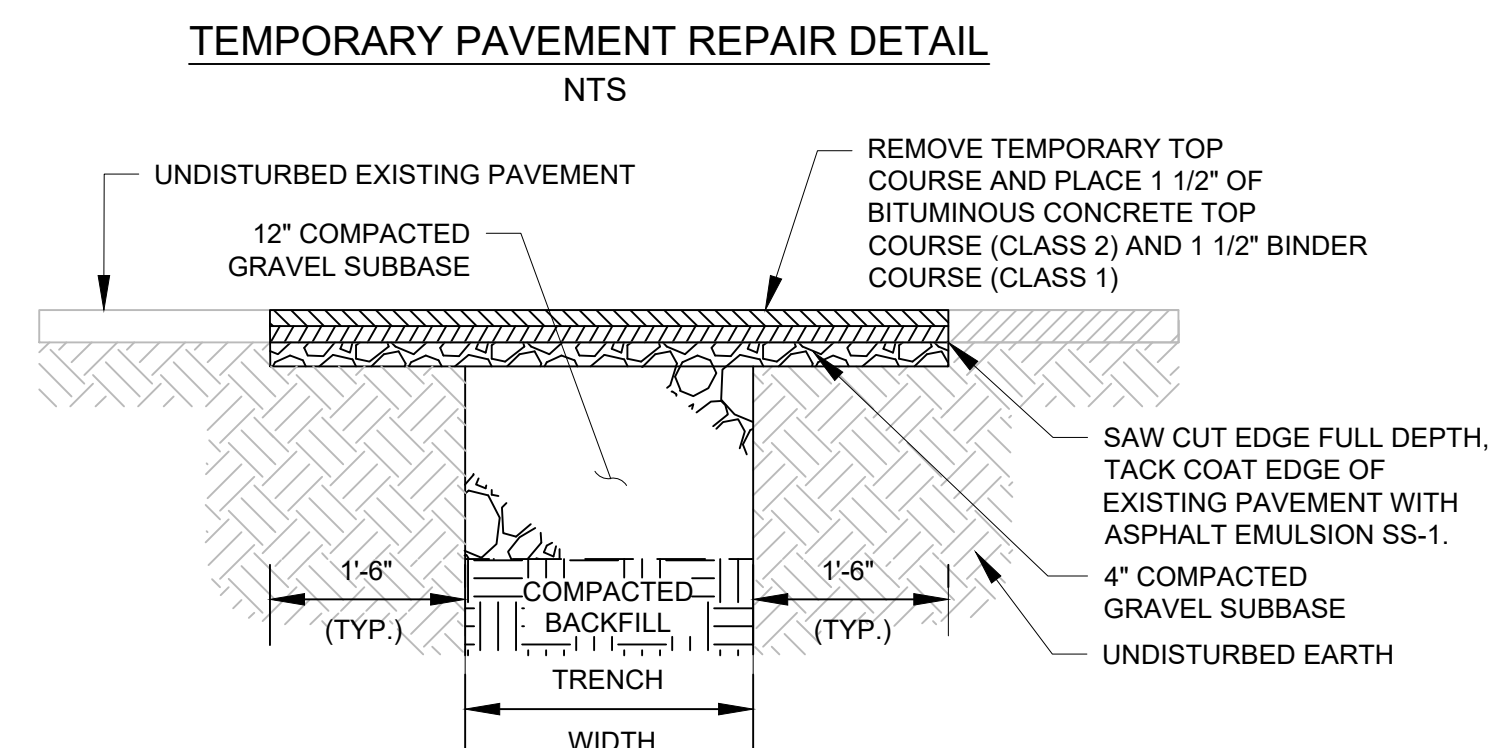 TEMPORARY PAVEMENT REPAIR DETAIL
NTS
UNDISTURBED EXISTING PAVEMENT
12" COMPACTED
GRAVEL SUBBASE
REMOVE TEMPORARY TOP
COURSE AND PLACE 1 1/2" OF
BITUMINOUS CONCRETE TOP
COURSE (CLASS 2) AND 1 1/2" BINDER
COURSE (CLASS 1)
SAW CUT EDGE FULL DEPTH,
TACK COAT EDGE OF
EXISTING PAVEMENT WITH
ASPHALT EMULSION SS-1.
4" COMPACTED
GRAVEL SUBBASE
UNDISTURBED EARTH
1'-6"
(TYP.)
COMPACTED
BACKFILL
1'-6"
(TYP.)
TRENCH
WIDTH